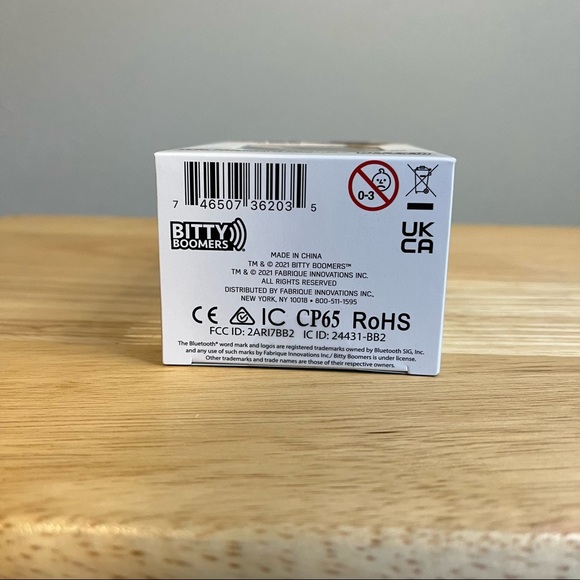 7 46507 36203 5
0-3
BITTY
BOOMERS
UK
CA
MADE IN CHINA
TM & © 2021 BITTY BOOMERS™
TM & © 2021 FABRIQUE INNOVATIONS INC.
ALL RIGHTS RESERVED
DISTRIBUTED BY FABRIQUE INNOVATIONS INC.,
NEW YORK, NY 10018 • 800-511-1595
CE IC CP65 RoHS
FCC ID: 2ARI7BB2 IC ID: 24431-BB2
The Bluetooth® word mark and logos are registered trademarks owned by Bluetooth SIG, Inc.
and any use of such marks by Fabrique Innovations Inc./ Bitty Boomers is under license.
Other trademarks and trade names are those of their respective owners.